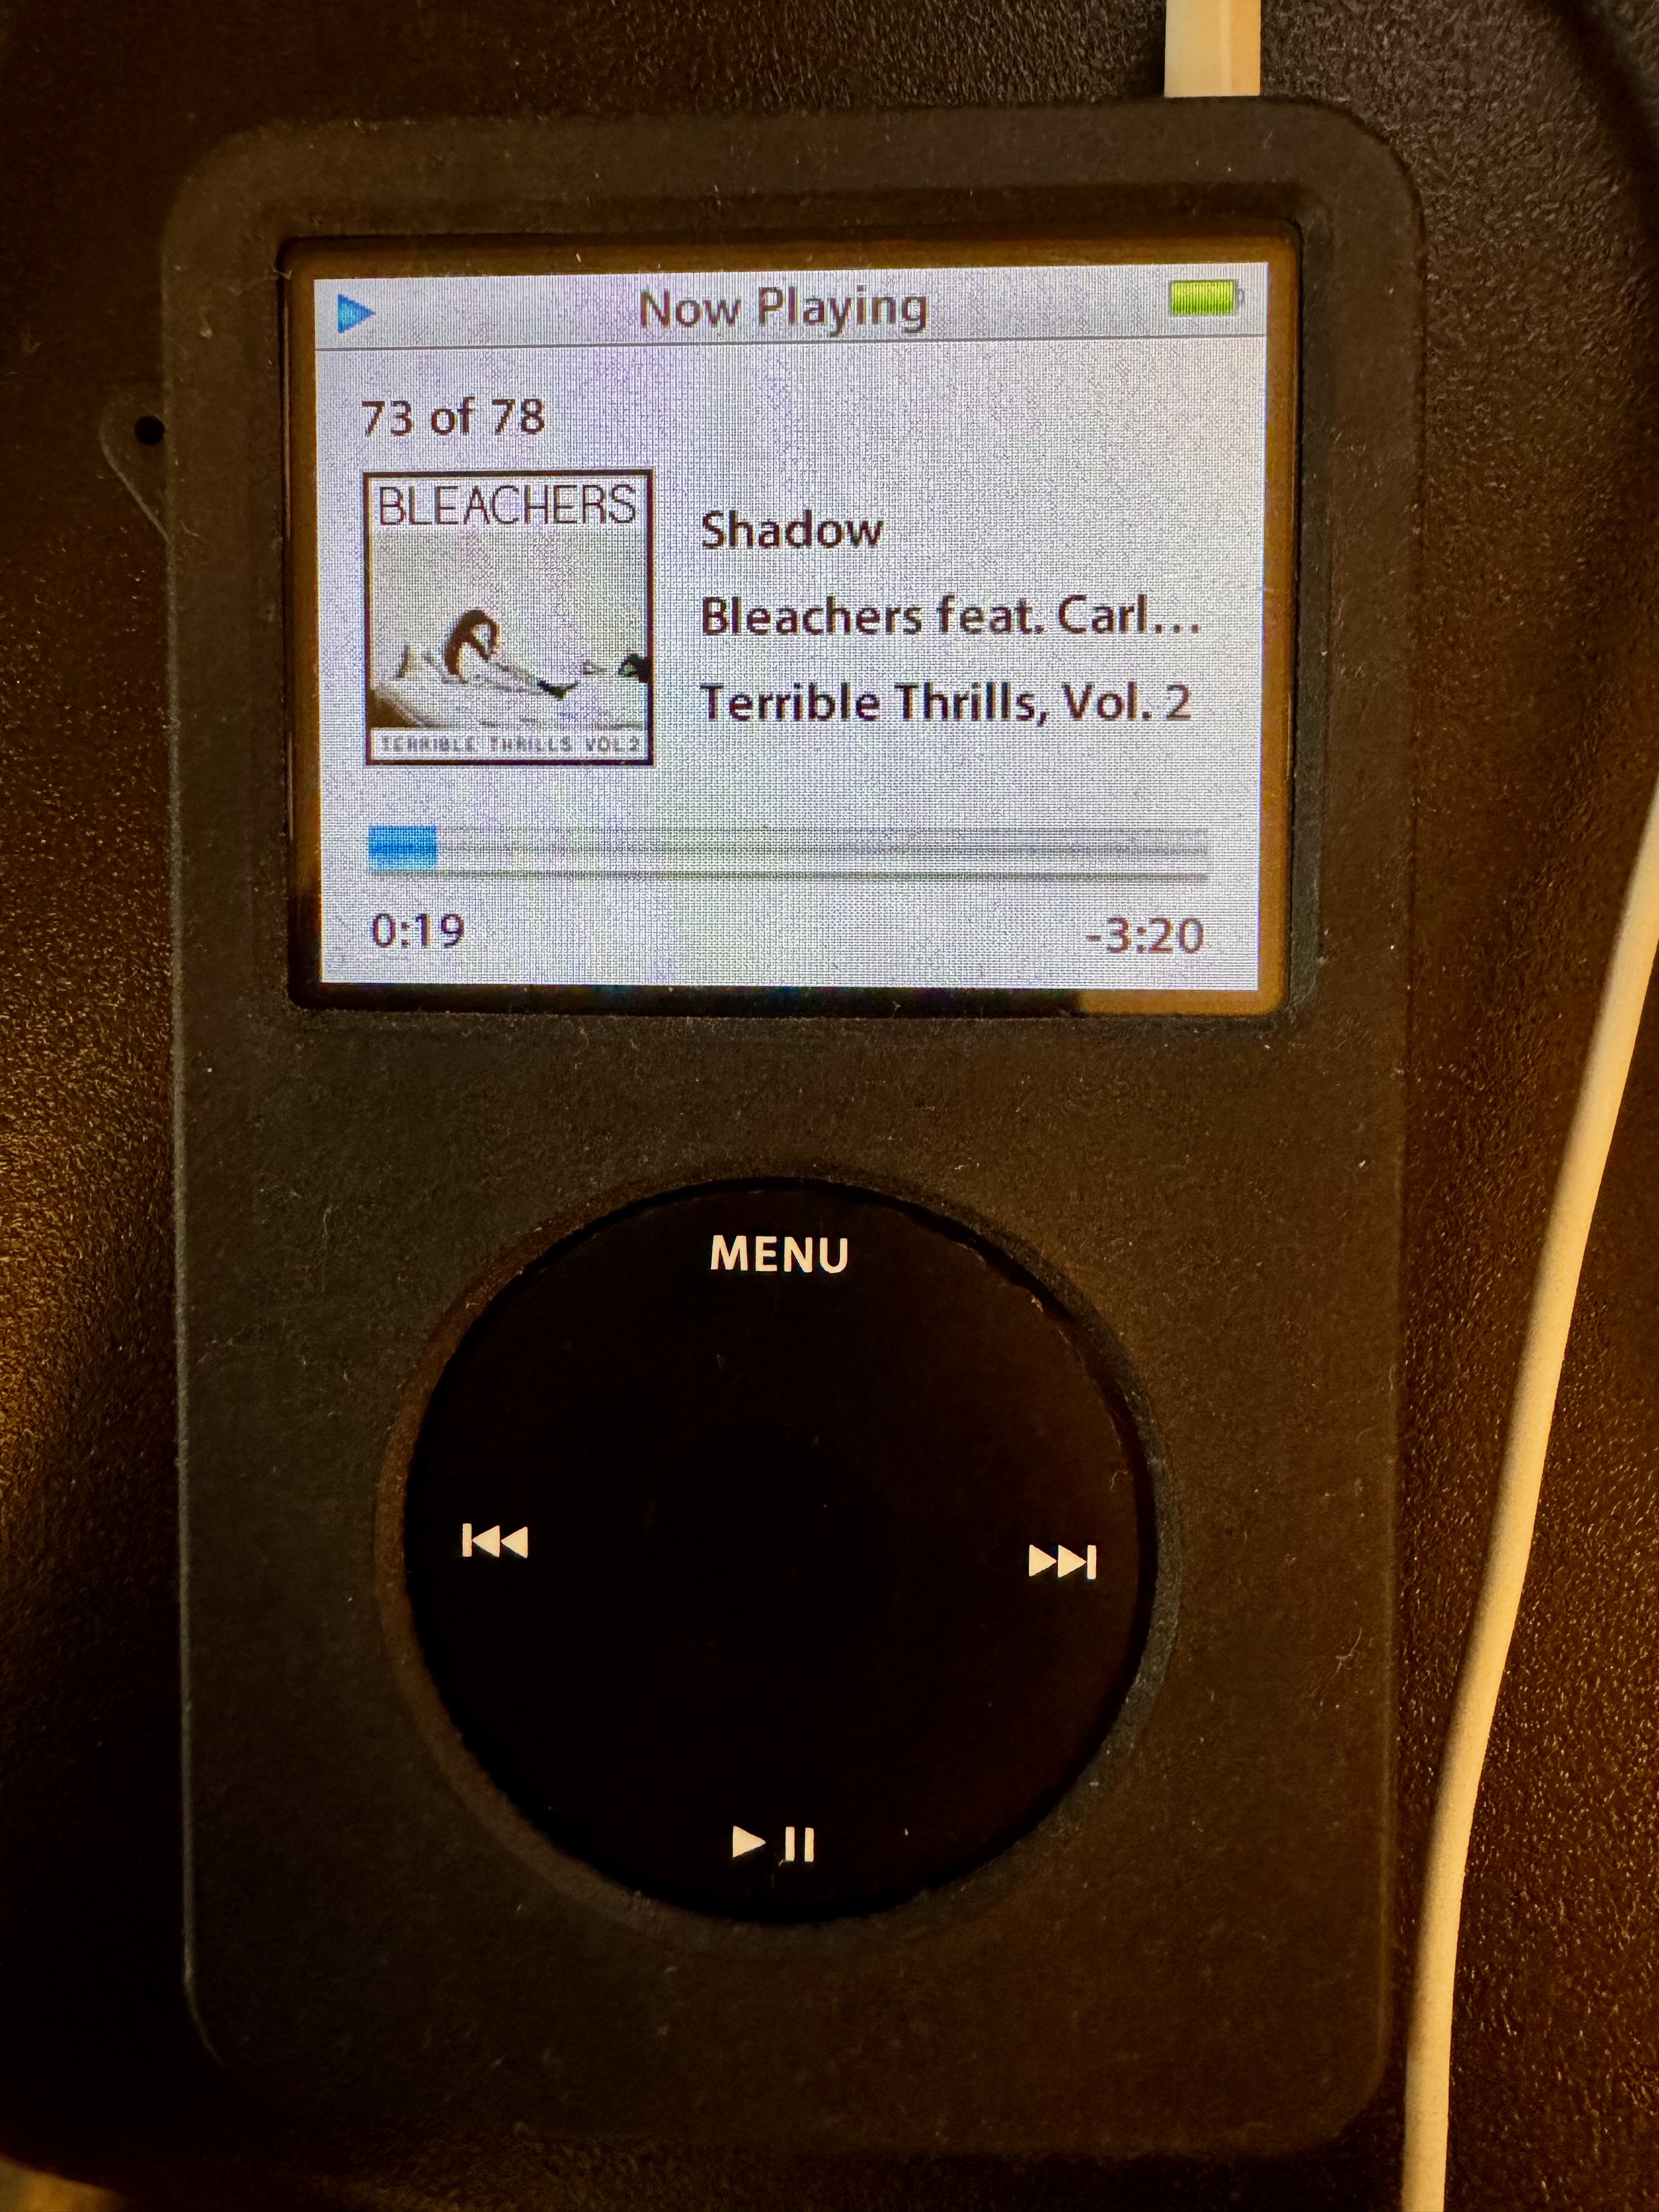 Now Playing
73 of 78
BLEACHERS
TERRIBLE THRILLS VOL 2
Shadow
Bleachers feat. Carl...
Terrible Thrills, Vol. 2
0:19
-3:20
MENU